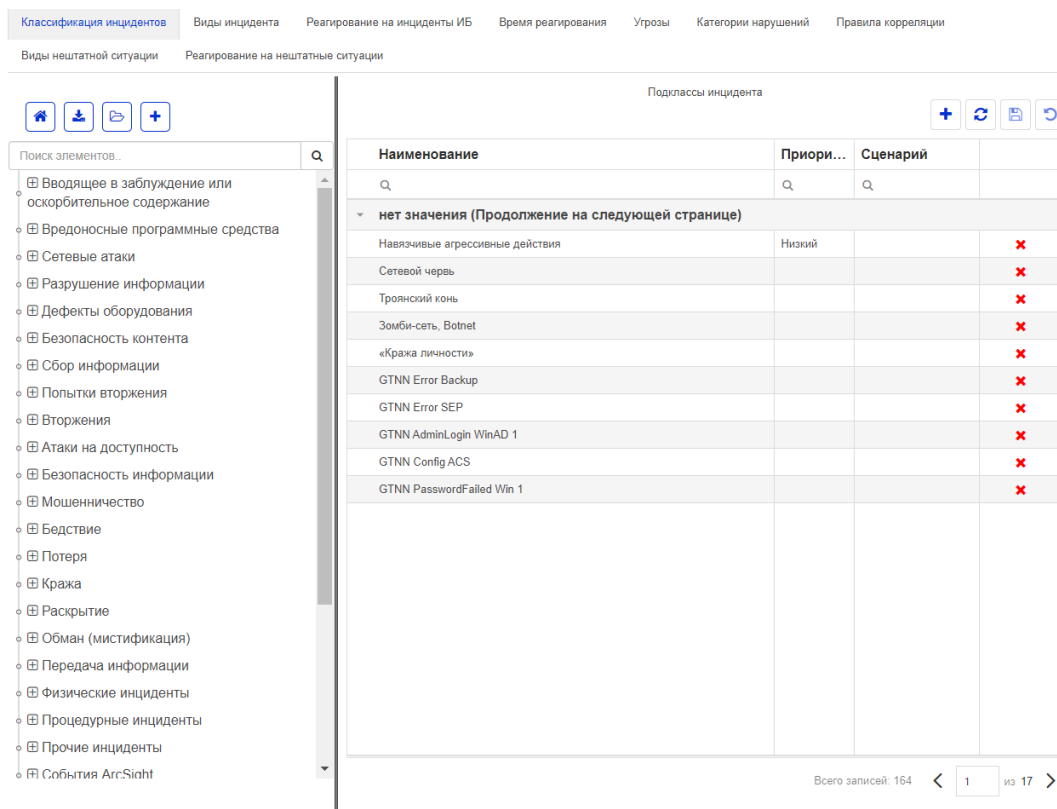 Классификация инцидентов Виды инцидента Реагирование на инциденты ИБ Время реагирования Угрозы Категории нарушений Правила корреляции
Виды нештатной ситуации Реагирование на нештатные ситуации
Поиск элементов..
Вводящее в заблуждение или
оскорбительное содержание
Вредоносные программные средства
Сетевые атаки
Разрушение информации
Дефекты оборудования
Безопасность контента
Сбор информации
Попытки вторжения
Вторжения
Атаки на доступность
Безопасность информации
Мошенничество
Бедствие
Потеря
Кража
Раскрытие
Обман (мистификация)
Передача информации
Физические инциденты
Процедурные инциденты
Прочие инциденты
События ArcSight
Подклассы инцидента
Наименование Приори... Сценарий
нет значения (Продолжение на следующей странице)
Навязчивые агрессивные действия Низкий
Сетевой червь
Троянский конь
Зомби-сеть, Botnet
«Кража личности»
GTNN Error Backup
GTNN Error SEP
GTNN AdminLogin WinAD 1
GTNN Config ACS
GTNN PasswordFailed Win 1
Всего записей: 164 1 из 17